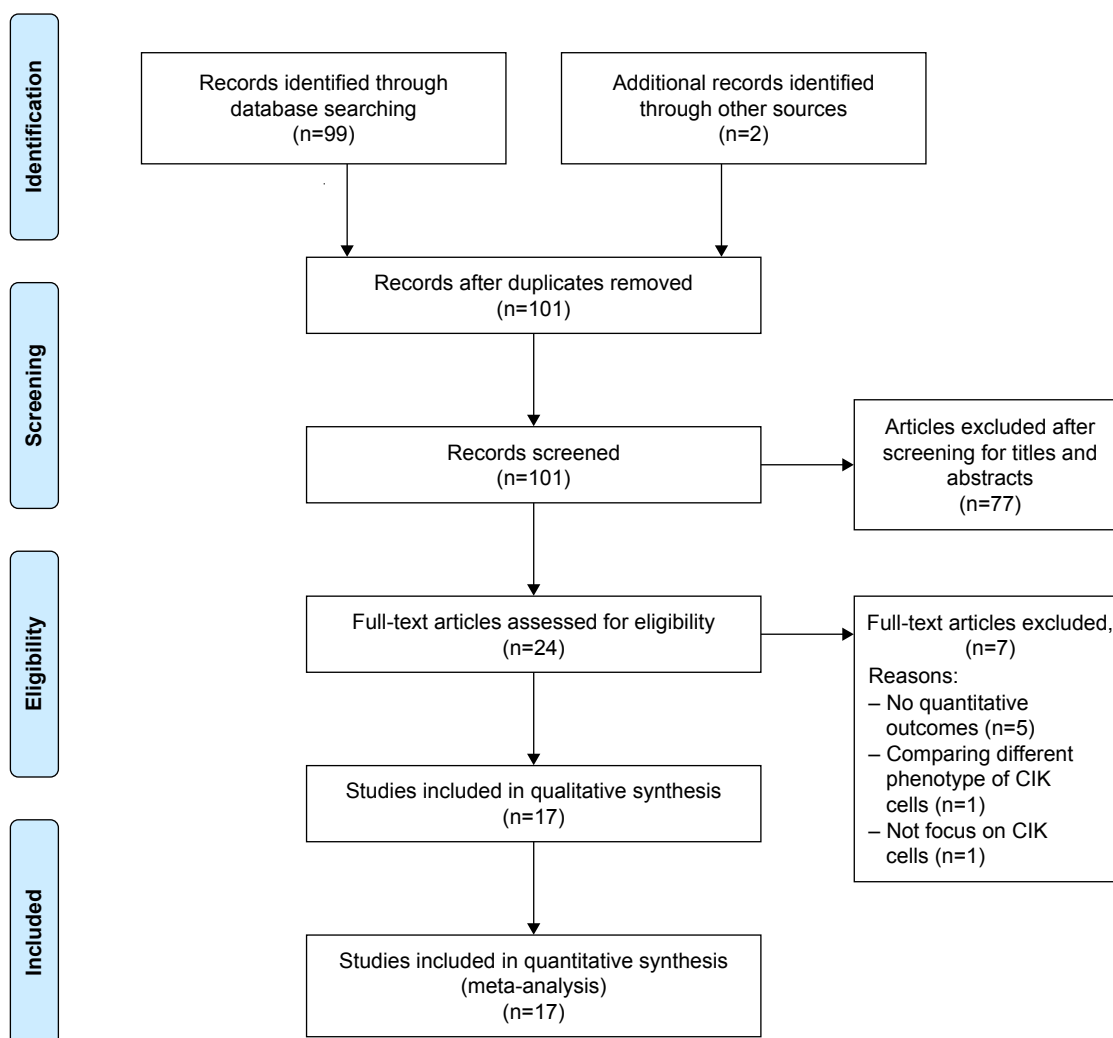 Identification
Records identified through
database searching
(n=99)
Additional records identified
through other sources
(n=2)
Screening
Records after duplicates removed
(n=101)
Records screened
(n=101)
Articles excluded after
screening for titles and
abstracts
(n=77)
Eligibility
Full-text articles assessed for eligibility
(n=24)
Full-text articles excluded,
(n=7)
Reasons:
– No quantitative
outcomes (n=5)
– Comparing different
phenotype of CIK
cells (n=1)
– Not focus on CIK
cells (n=1)
Studies included in qualitative synthesis
(n=17)
Included
Studies included in quantitative synthesis
(meta-analysis)
(n=17)